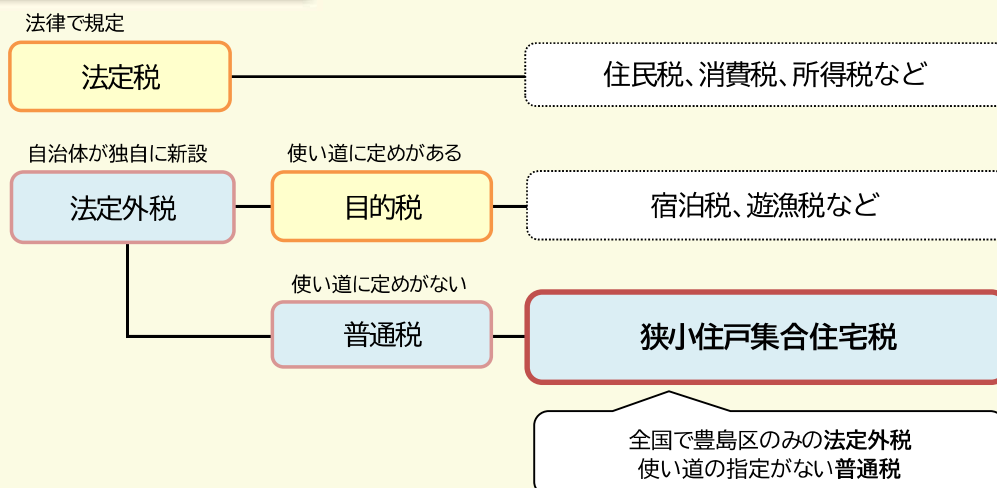 法律で規定
法定税
住民税、消費税、所得税など
自治体が独自に新設
使い道に定めがある
法定外税
目的税
宿泊税、遊漁税など
使い道に定めがない
普通税
狭小住戸集合住宅税
全国で豊島区のみの法定外税
使い道の指定がない普通税